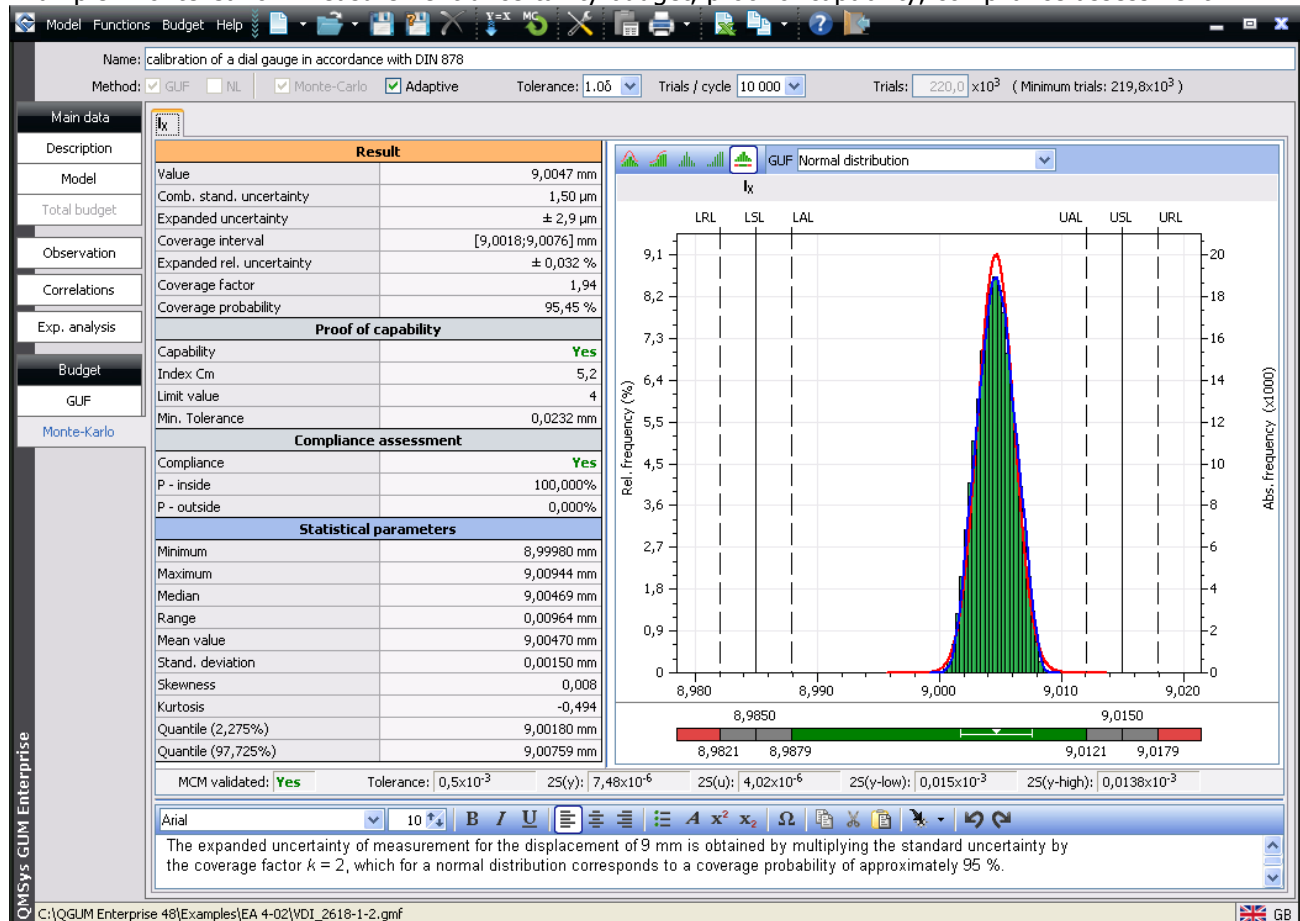 Model Functions Budget Help
Name: calibration of a dial gauge in accordance with DIN 878
Method: GUF NL Monte-Carlo Adaptive Tolerance: 1.0δ Trials / cycle 10 000 Trials: 220,0 x10³ ( Minimum trials: 219,8x10³ )
Main data
Description
Model
Total budget
Observation
Correlations
Exp. analysis
Budget
GUF
Monte-Karlo
QMSys GUM Enterprise
lX
Result
Value 9,0047 mm
Comb. stand. uncertainty 1,50 µm
Expanded uncertainty ± 2,9 µm
Coverage interval [9,0018;9,0076] mm
Expanded rel. uncertainty ± 0,032 %
Coverage factor 1,94
Coverage probability 95,45 %
Proof of capability
Capability Yes
Index Cm 5,2
Limit value 4
Min. Tolerance 0,0232 mm
Compliance assessment
Compliance Yes
P - inside 100,000%
P - outside 0,000%
Statistical parameters
Minimum 8,99980 mm
Maximum 9,00944 mm
Median 9,00469 mm
Range 0,00964 mm
Mean value 9,00470 mm
Stand. deviation 0,00150 mm
Skewness 0,008
Kurtosis -0,494
Quantile (2,275%) 9,00180 mm
Quantile (97,725%) 9,00759 mm
GUF Normal distribution
lX
LRL LSL LAL UAL USL URL
Rel. frequency (%)
9,1
8,2
7,3
6,4
5,5
4,5
3,6
2,7
1,8
0,9
0
20
18
16
14
12
10
8
6
4
2
0
Abs. frequency (x1000)
8,980 8,990 9,000 9,010 9,020
8,9850 9,0150
8,9821 8,9879 9,0121 9,0179
MCM validated: Yes Tolerance: 0,5x10⁻³ 2S(y): 7,48x10⁻⁶ 2S(u): 4,02x10⁻⁶ 2S(y-low): 0,015x10⁻³ 2S(y-high): 0,0138x10⁻³
Arial 10 B I U A x² x₂ Ω
The expanded uncertainty of measurement for the displacement of 9 mm is obtained by multiplying the standard uncertainty by
the coverage factor k = 2, which for a normal distribution corresponds to a coverage probability of approximately 95 %.
C:\QGUM Enterprise 48\Examples\EA 4-02\VDI_2618-1-2.gmf GB